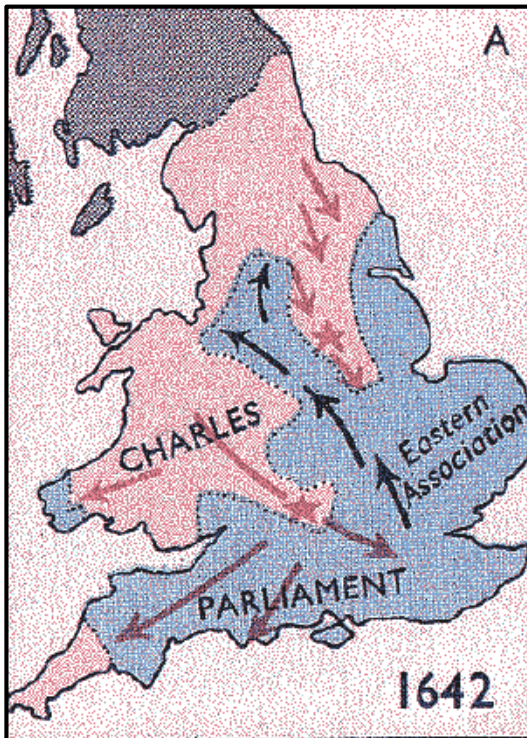 A
CHARLES
Eastern
Association
PARLIAMENT
1642